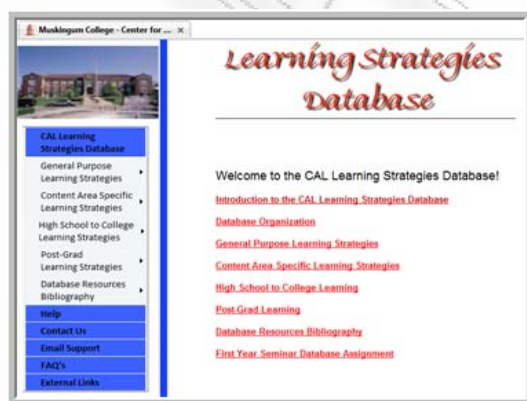 Muskingum College - Center for ... ×
Learning Strategies
Database
CAL Learning
Strategies Database
General Purpose
Learning Strategies
Content Area Specific
Learning Strategies
High School to College
Learning Strategies
Post-Grad
Learning Strategies
Database Resources
Bibliography
Help
Contact Us
Email Support
FAQ's
External Links
Welcome to the CAL Learning Strategies Database!
Introduction to the CAL Learning Strategies Database
Database Organization
General Purpose Learning Strategies
Content Area Specific Learning Strategies
High School to College Learning
Post-Grad Learning
Database Resources Bibliography
First Year Seminar Database Assignment